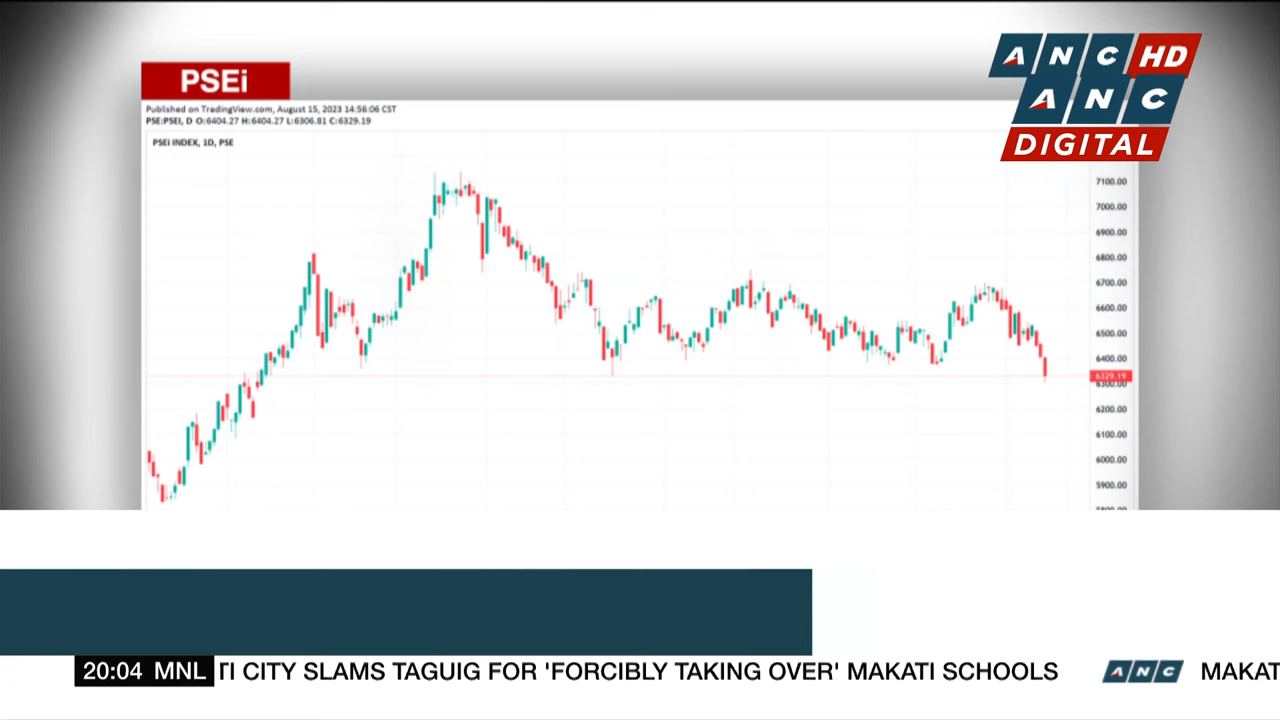 ANC HD
ANC
DIGITAL
PSEi
Published on TradingView.com, August 15, 2023 14:56:06 CST
PSE:PSEI, D O:6404.27 H:6404.27 L:6306.81 C:6329.19
PSEi INDEX, 1D, PSE
7100.00
7000.00
6900.00
6800.00
6700.00
6600.00
6500.00
6400.00
6329.19
6300.00
6200.00
6100.00
6000.00
5900.00
20:04 MNL TI CITY SLAMS TAGUIG FOR 'FORCIBLY TAKING OVER' MAKATI SCHOOLS ANC MAKAT